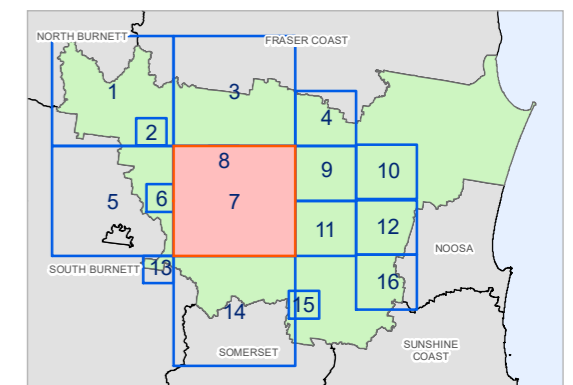 NORTH BURNETT
FRASER COAST
1
3
4
2
8
9
10
5
6
7
11
12
NOOSA
SOUTH BURNETT
13
16
14
15
SOMERSET
SUNSHINE
COAST